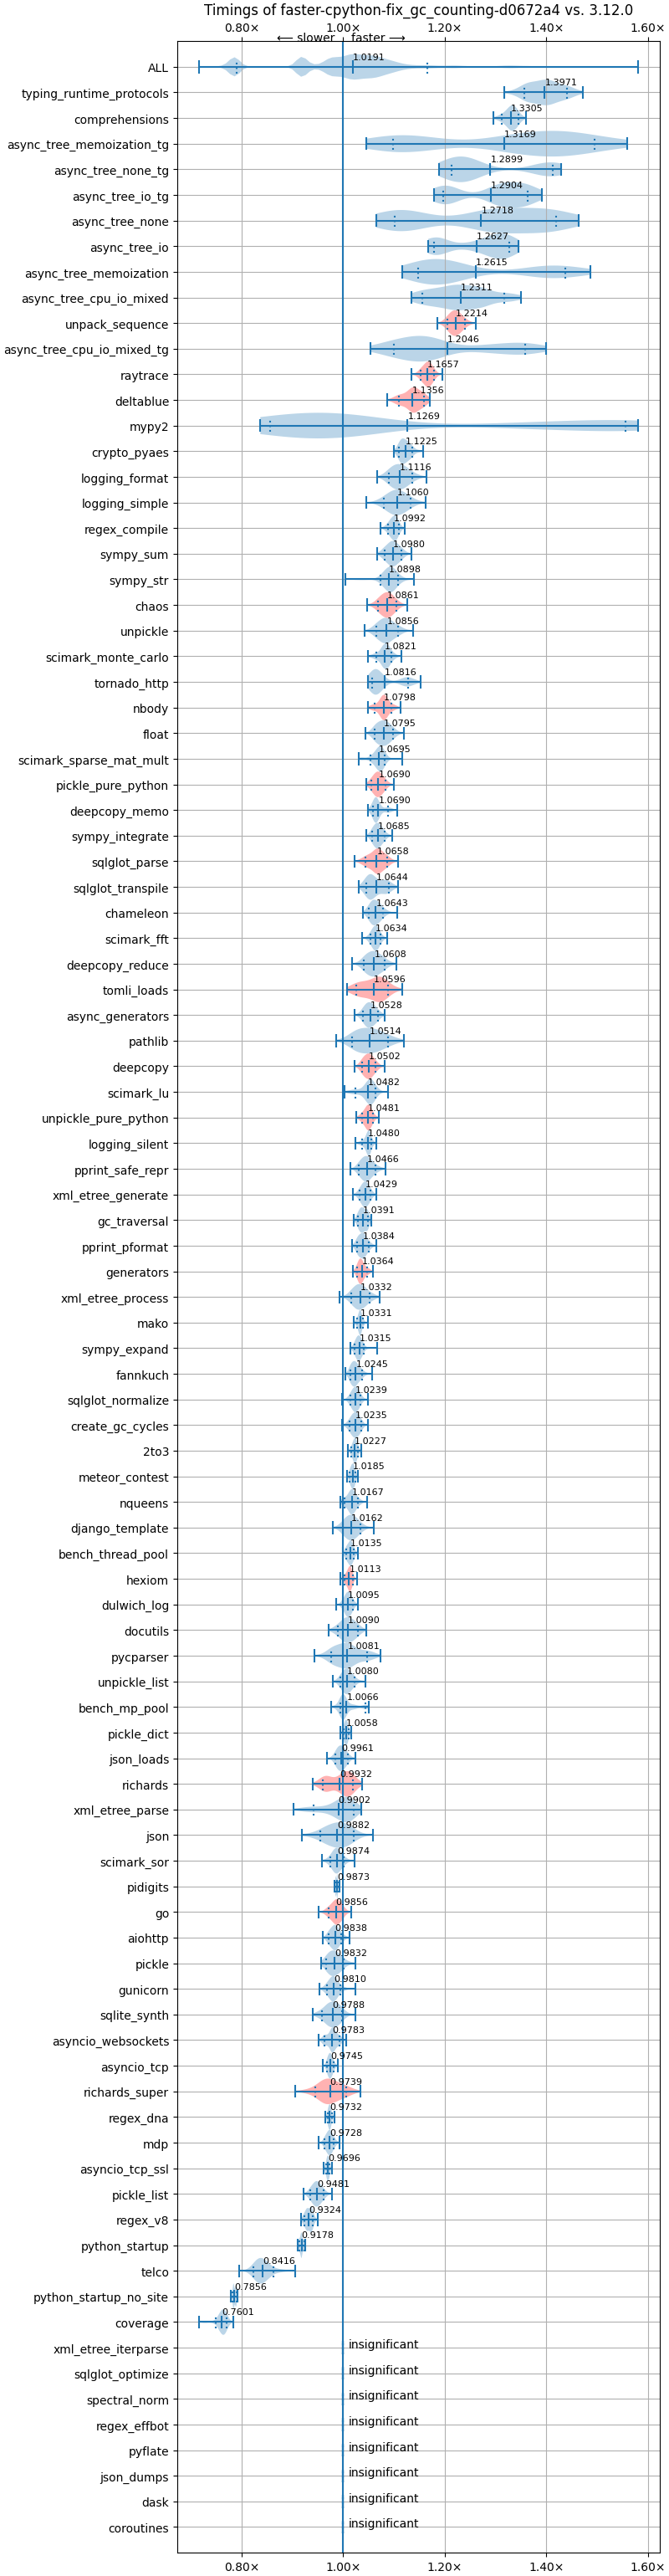 Timings of faster-cpython-fix_gc_counting-d0672a4 vs. 3.12.0
0.80× 1.00× 1.20× 1.40× 1.60×
⟵ slower faster ⟶
ALL 1.0191
typing_runtime_protocols 1.3971
comprehensions 1.3305
async_tree_memoization_tg 1.3169
async_tree_none_tg 1.2899
async_tree_io_tg 1.2904
async_tree_none 1.2718
async_tree_io 1.2627
async_tree_memoization 1.2615
async_tree_cpu_io_mixed 1.2311
unpack_sequence 1.2214
async_tree_cpu_io_mixed_tg 1.2046
raytrace 1.1657
deltablue 1.1356
mypy2 1.1269
crypto_pyaes 1.1225
logging_format 1.1116
logging_simple 1.1060
regex_compile 1.0992
sympy_sum 1.0980
sympy_str 1.0898
chaos 1.0861
unpickle 1.0856
scimark_monte_carlo 1.0821
tornado_http 1.0816
nbody 1.0798
float 1.0795
scimark_sparse_mat_mult 1.0695
pickle_pure_python 1.0690
deepcopy_memo 1.0690
sympy_integrate 1.0685
sqlglot_parse 1.0658
sqlglot_transpile 1.0644
chameleon 1.0643
scimark_fft 1.0634
deepcopy_reduce 1.0608
tomli_loads 1.0596
async_generators 1.0528
pathlib 1.0514
deepcopy 1.0502
scimark_lu 1.0482
unpickle_pure_python 1.0481
logging_silent 1.0480
pprint_safe_repr 1.0466
xml_etree_generate 1.0429
gc_traversal 1.0391
pprint_pformat 1.0384
generators 1.0364
xml_etree_process 1.0332
mako 1.0331
sympy_expand 1.0315
fannkuch 1.0245
sqlglot_normalize 1.0239
create_gc_cycles 1.0235
2to3 1.0227
meteor_contest 1.0185
nqueens 1.0167
django_template 1.0162
bench_thread_pool 1.0135
hexiom 1.0113
dulwich_log 1.0095
docutils 1.0090
pycparser 1.0081
unpickle_list 1.0080
bench_mp_pool 1.0066
pickle_dict 1.0058
json_loads 0.9961
richards 0.9932
xml_etree_parse 0.9902
json 0.9882
scimark_sor 0.9874
pidigits 0.9873
go 0.9856
aiohttp 0.9838
pickle 0.9832
gunicorn 0.9810
sqlite_synth 0.9788
asyncio_websockets 0.9783
asyncio_tcp 0.9745
richards_super 0.9739
regex_dna 0.9732
mdp 0.9728
asyncio_tcp_ssl 0.9696
pickle_list 0.9481
regex_v8 0.9324
python_startup 0.9178
telco 0.8416
python_startup_no_site 0.7856
coverage 0.7601
xml_etree_iterparse insignificant
sqlglot_optimize insignificant
spectral_norm insignificant
regex_effbot insignificant
pyflate insignificant
json_dumps insignificant
dask insignificant
coroutines insignificant
0.80× 1.00× 1.20× 1.40× 1.60×